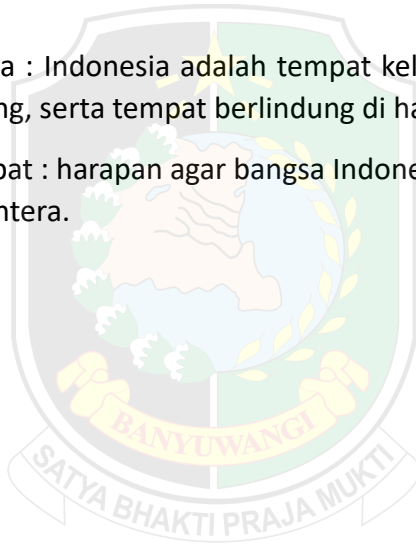 a : Indonesia adalah tempat kel
ng, serta tempat berlindung di ha
pat : harapan agar bangsa Indone
ntera.
BANYUWANGI
SATYA BHAKTI PRAJA MUKTI